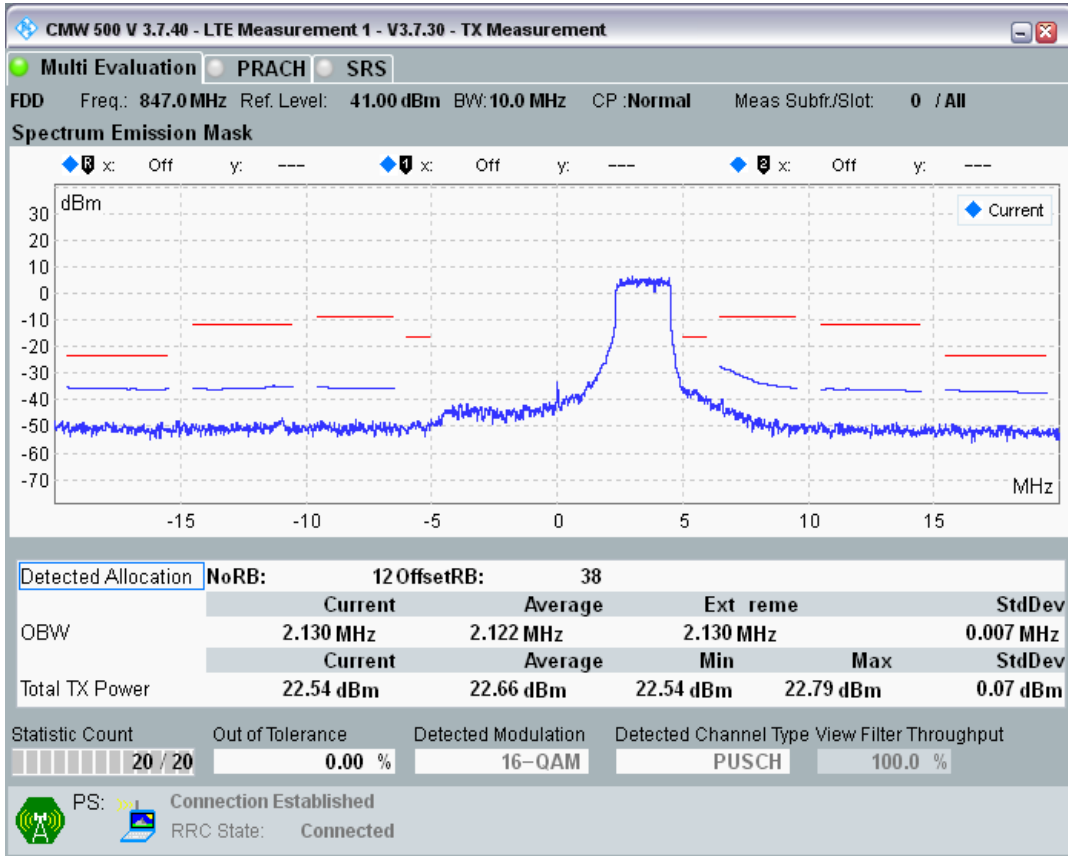 CMW 500 V 3.7.40 - LTE Measurement 1 - V3.7.30 - TX Measurement
Multi Evaluation PRACH SRS
FDD Freq.: 847.0 MHz Ref. Level: 41.00 dBm BW: 10.0 MHz CP :Normal Meas Subfr./Slot: 0 / All
Spectrum Emission Mask
R x: Off y: --- 1 x: Off y: --- 2 x: Off y: ---
dBm
Current
30
20
10
0
-10
-20
-30
-40
-50
-60
-70
MHz
-15 -10 -5 0 5 10 15
Detected Allocation NoRB: 12 OffsetRB: 38
Current Average Ext reme StdDev
OBW 2.130 MHz 2.122 MHz 2.130 MHz 0.007 MHz
Current Average Min Max StdDev
Total TX Power 22.54 dBm 22.66 dBm 22.54 dBm 22.79 dBm 0.07 dBm
Statistic Count Out of Tolerance Detected Modulation Detected Channel Type View Filter Throughput
20 / 20 0.00 % 16-QAM PUSCH 100.0 %
PS: Connection Established
RRC State: Connected